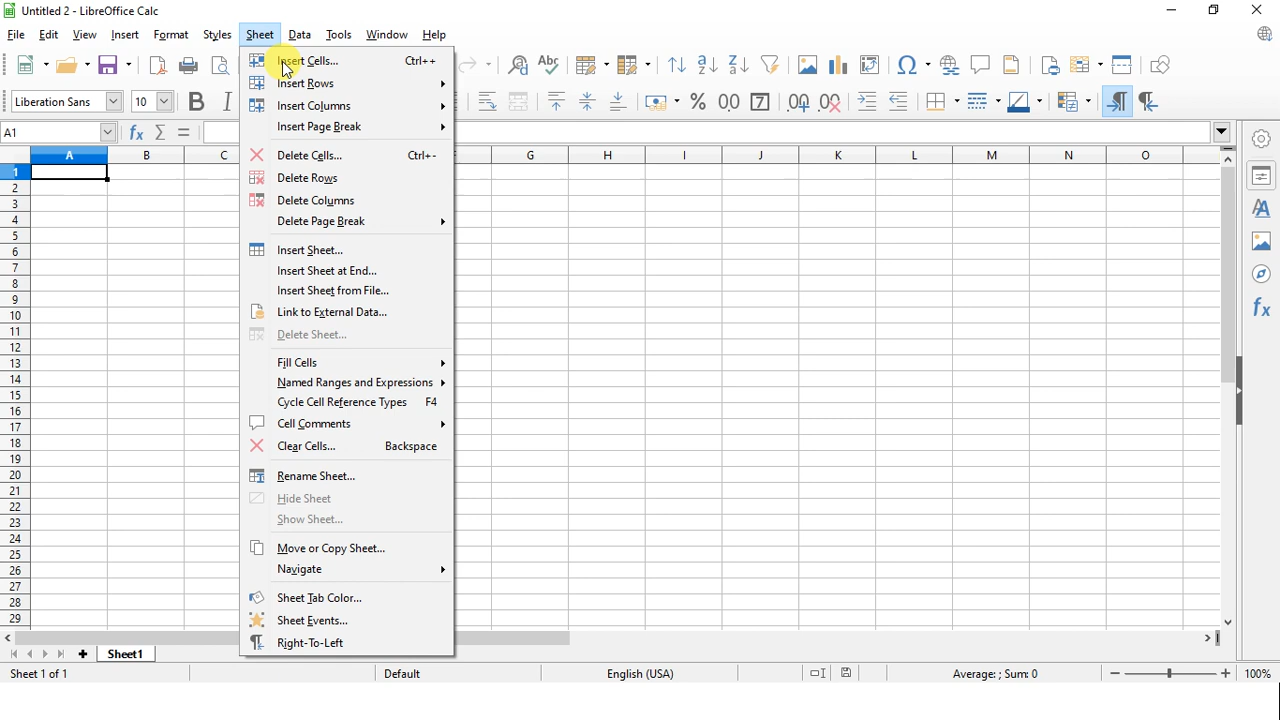 Untitled 2 - LibreOffice Calc
File Edit View Insert Format Styles Sheet Data Tools Window Help
Liberation Sans 10
A1
A B C G H I J K L M N O
1
2
3
4
5
6
7
8
9
10
11
12
13
14
15
16
17
18
19
20
21
22
23
24
25
26
27
28
29
Insert Cells... Ctrl++
Insert Rows
Insert Columns
Insert Page Break
Delete Cells... Ctrl+-
Delete Rows
Delete Columns
Delete Page Break
Insert Sheet...
Insert Sheet at End...
Insert Sheet from File...
Link to External Data...
Delete Sheet...
Fill Cells
Named Ranges and Expressions
Cycle Cell Reference Types F4
Cell Comments
Clear Cells... Backspace
Rename Sheet...
Hide Sheet
Show Sheet...
Move or Copy Sheet...
Navigate
Sheet Tab Color...
Sheet Events...
Right-To-Left
Sheet1
Sheet 1 of 1 Default English (USA) Average: ; Sum: 0 100%